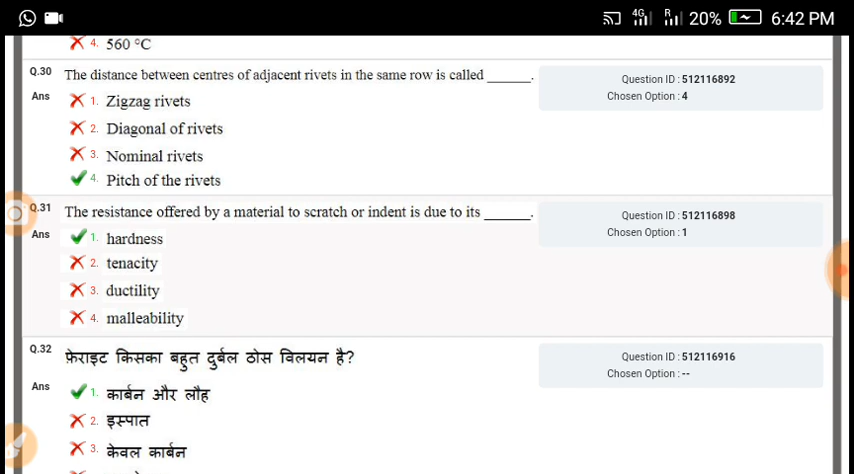 4G R 20% 6:42 PM
4. 560 °C
Q.30 The distance between centres of adjacent rivets in the same row is called ______.
Question ID : 512116892
Chosen Option : 4
Ans 1. Zigzag rivets
2. Diagonal of rivets
3. Nominal rivets
4. Pitch of the rivets
Q.31 The resistance offered by a material to scratch or indent is due to its ______.
Question ID : 512116898
Chosen Option : 1
Ans 1. hardness
2. tenacity
3. ductility
4. malleability
Q.32 फ़ेराइट किसका बहुत दुर्बल ठोस विलयन है?
Question ID : 512116916
Chosen Option : --
Ans 1. कार्बन और लौह
2. इस्पात
3. केवल कार्बन